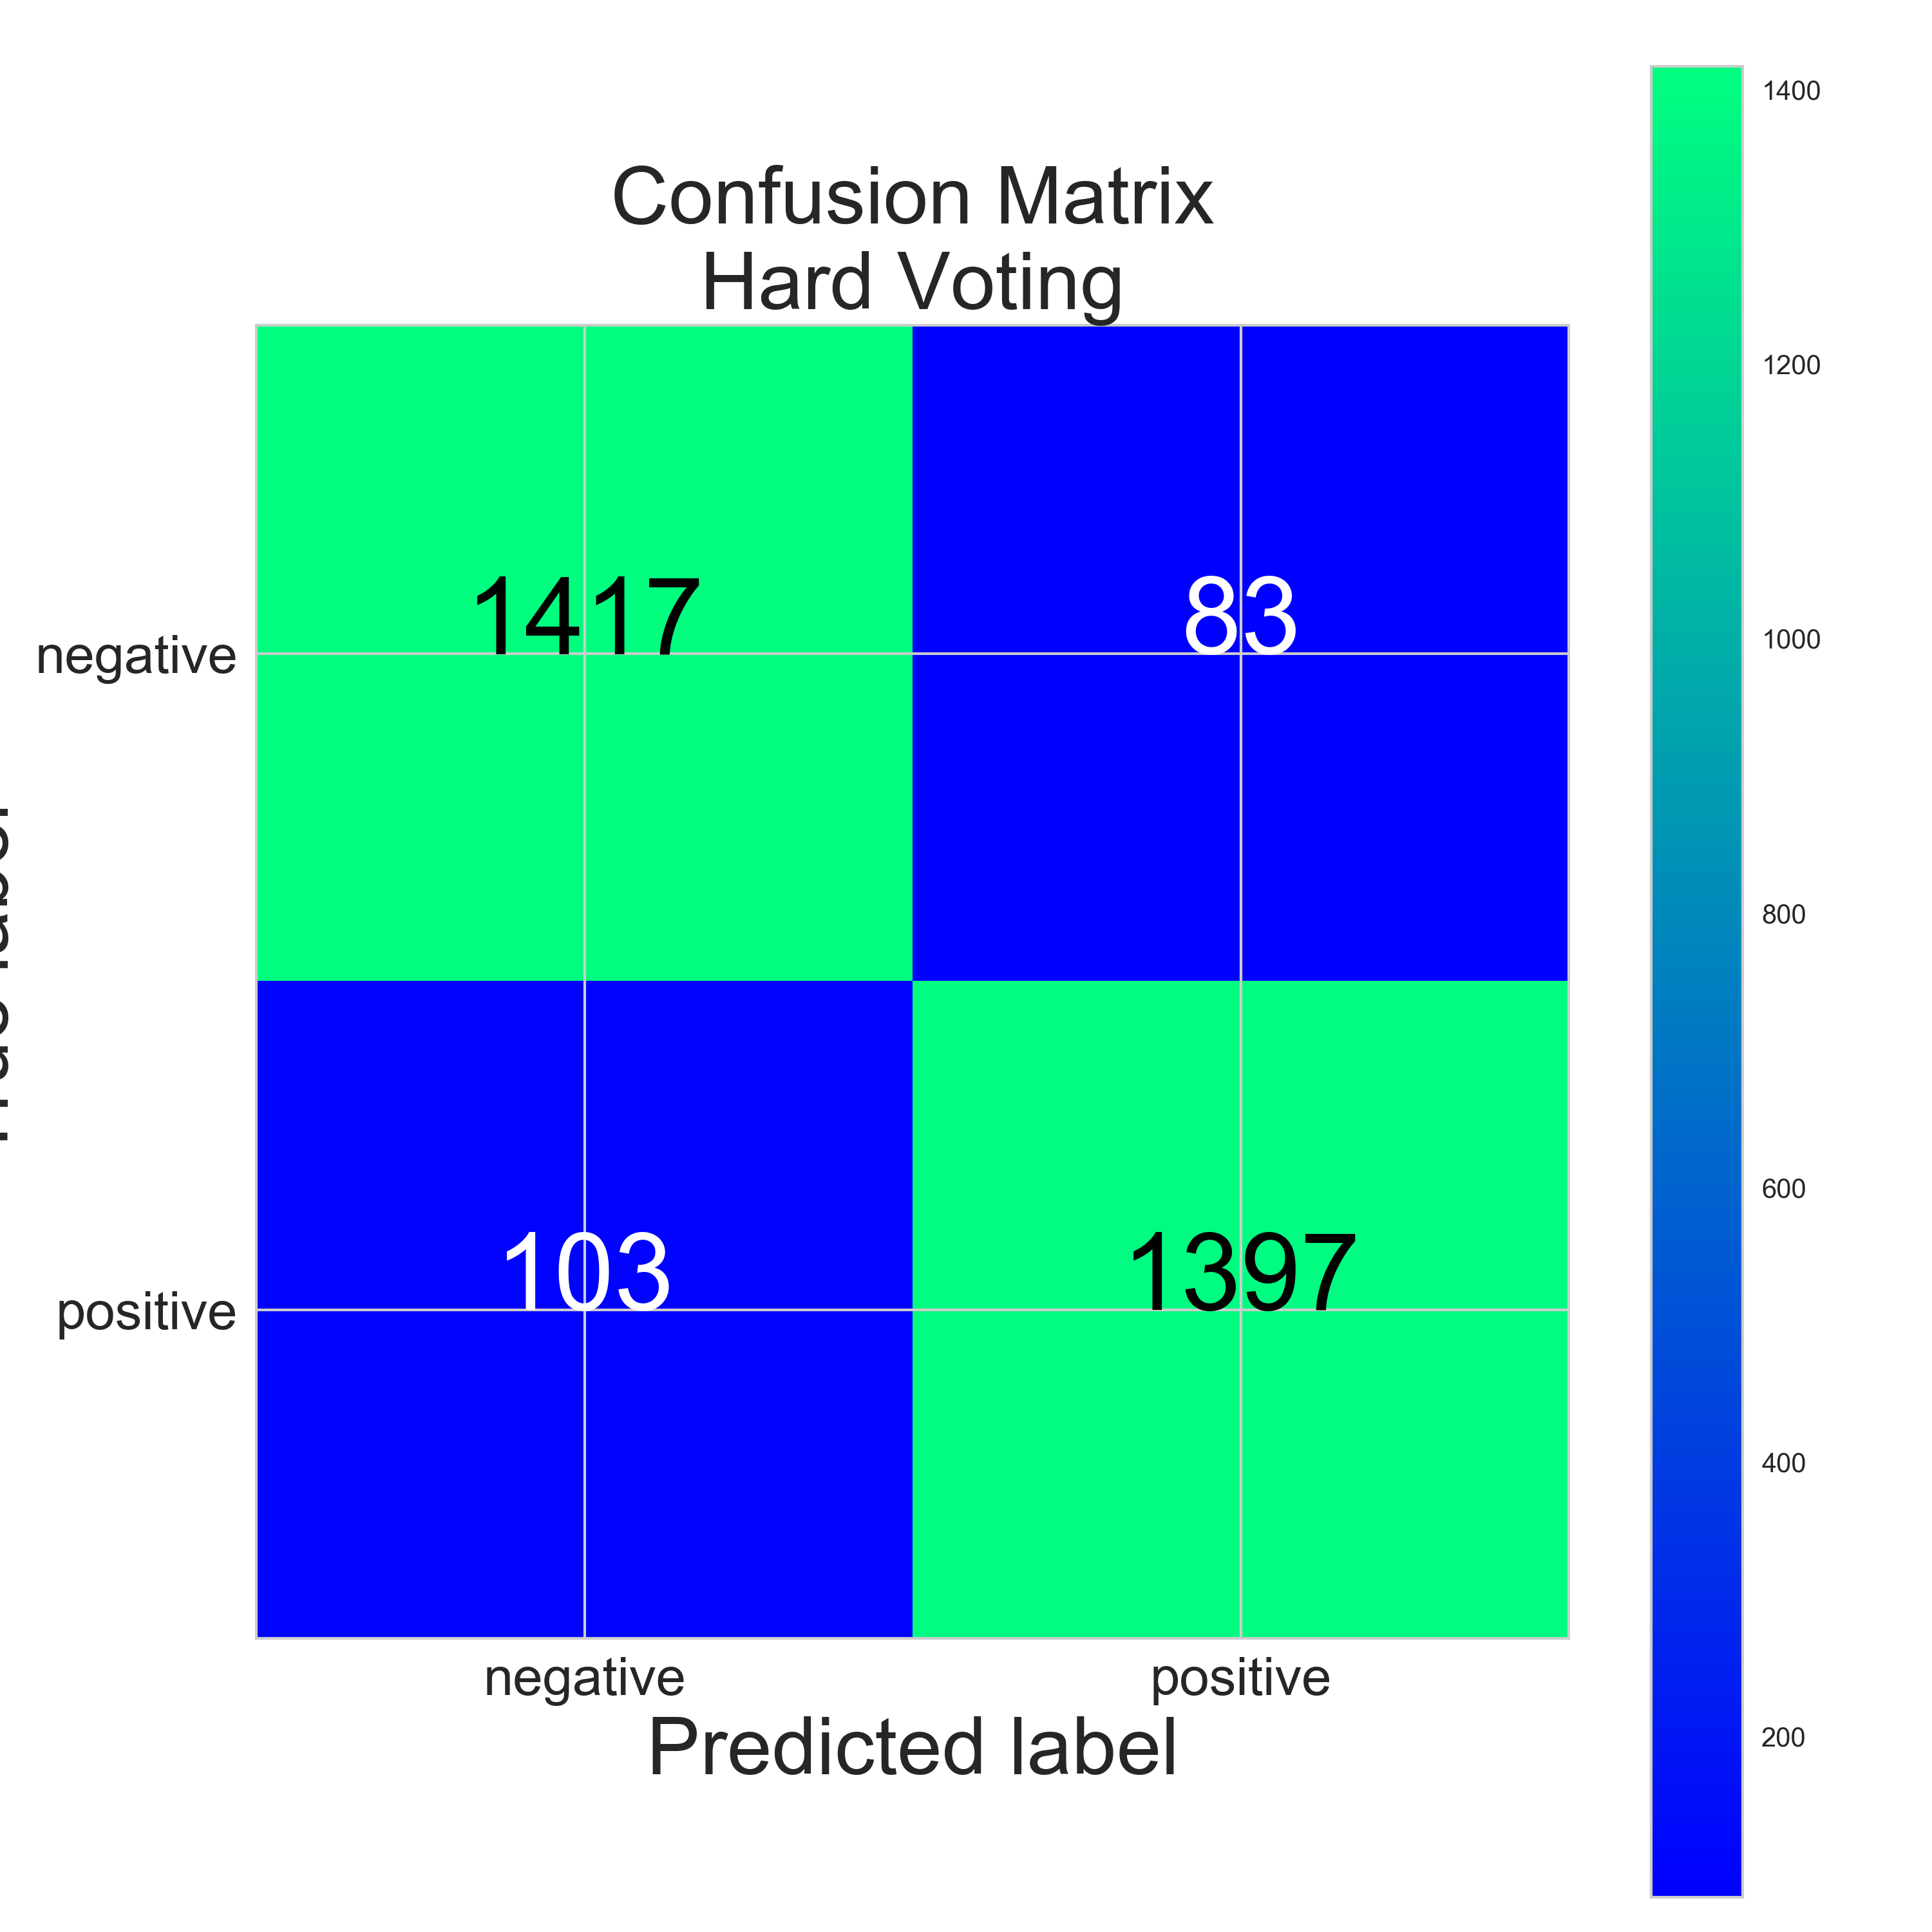 Confusion Matrix
Hard Voting
1400
1200
1000
800
600
400
200
negative
1417
83
positive
103
1397
negative
positive
Predicted label